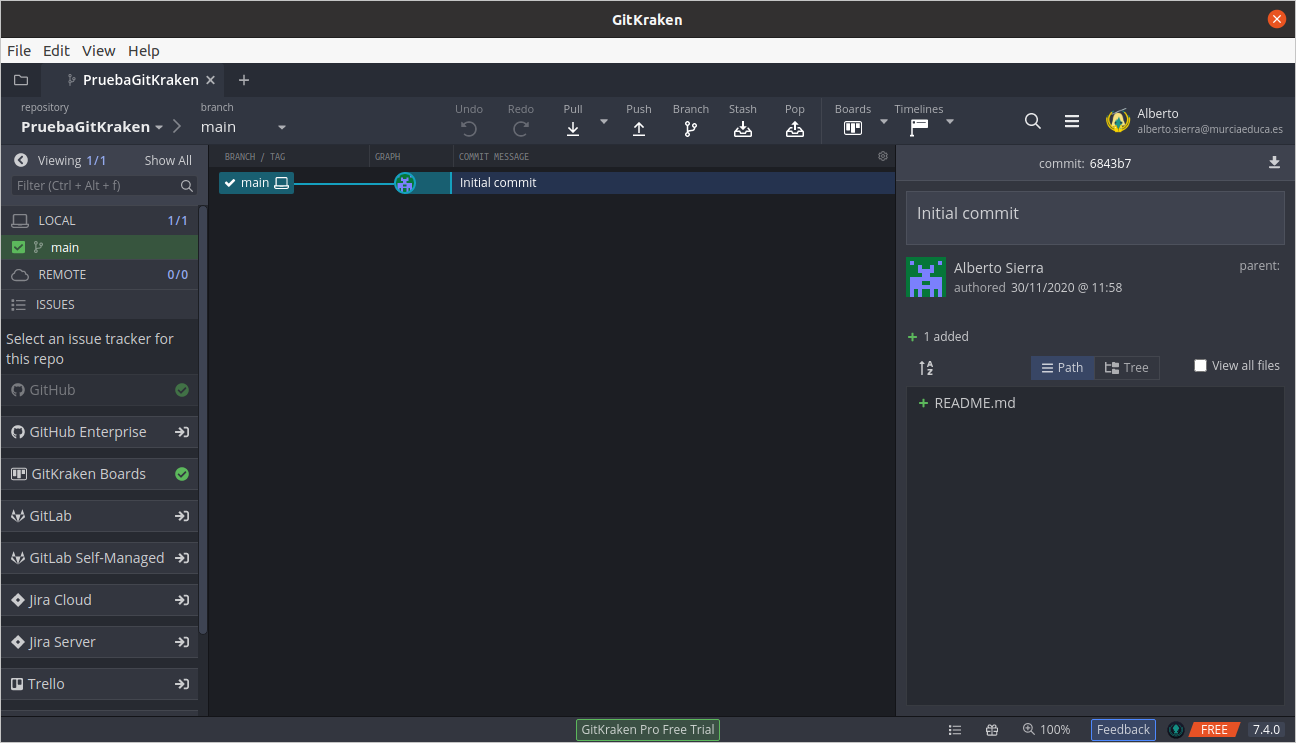 GitKraken
File Edit View Help
PruebaGitKraken
repository
PruebaGitKraken
branch
main
Undo Redo Pull Push Branch Stash Pop Boards Timelines
Alberto
alberto.sierra@murciaeduca.es
Viewing 1/1 Show All
Filter (Ctrl + Alt + f)
LOCAL 1/1
main
REMOTE 0/0
ISSUES
Select an issue tracker for
this repo
GitHub
GitHub Enterprise
GitKraken Boards
GitLab
GitLab Self-Managed
Jira Cloud
Jira Server
Trello
BRANCH / TAG GRAPH COMMIT MESSAGE
main Initial commit
commit: 6843b7
Initial commit
Alberto Sierra
authored 30/11/2020 @ 11:58
parent:
+ 1 added
Path Tree View all files
+ README.md
GitKraken Pro Free Trial
100% Feedback FREE 7.4.0